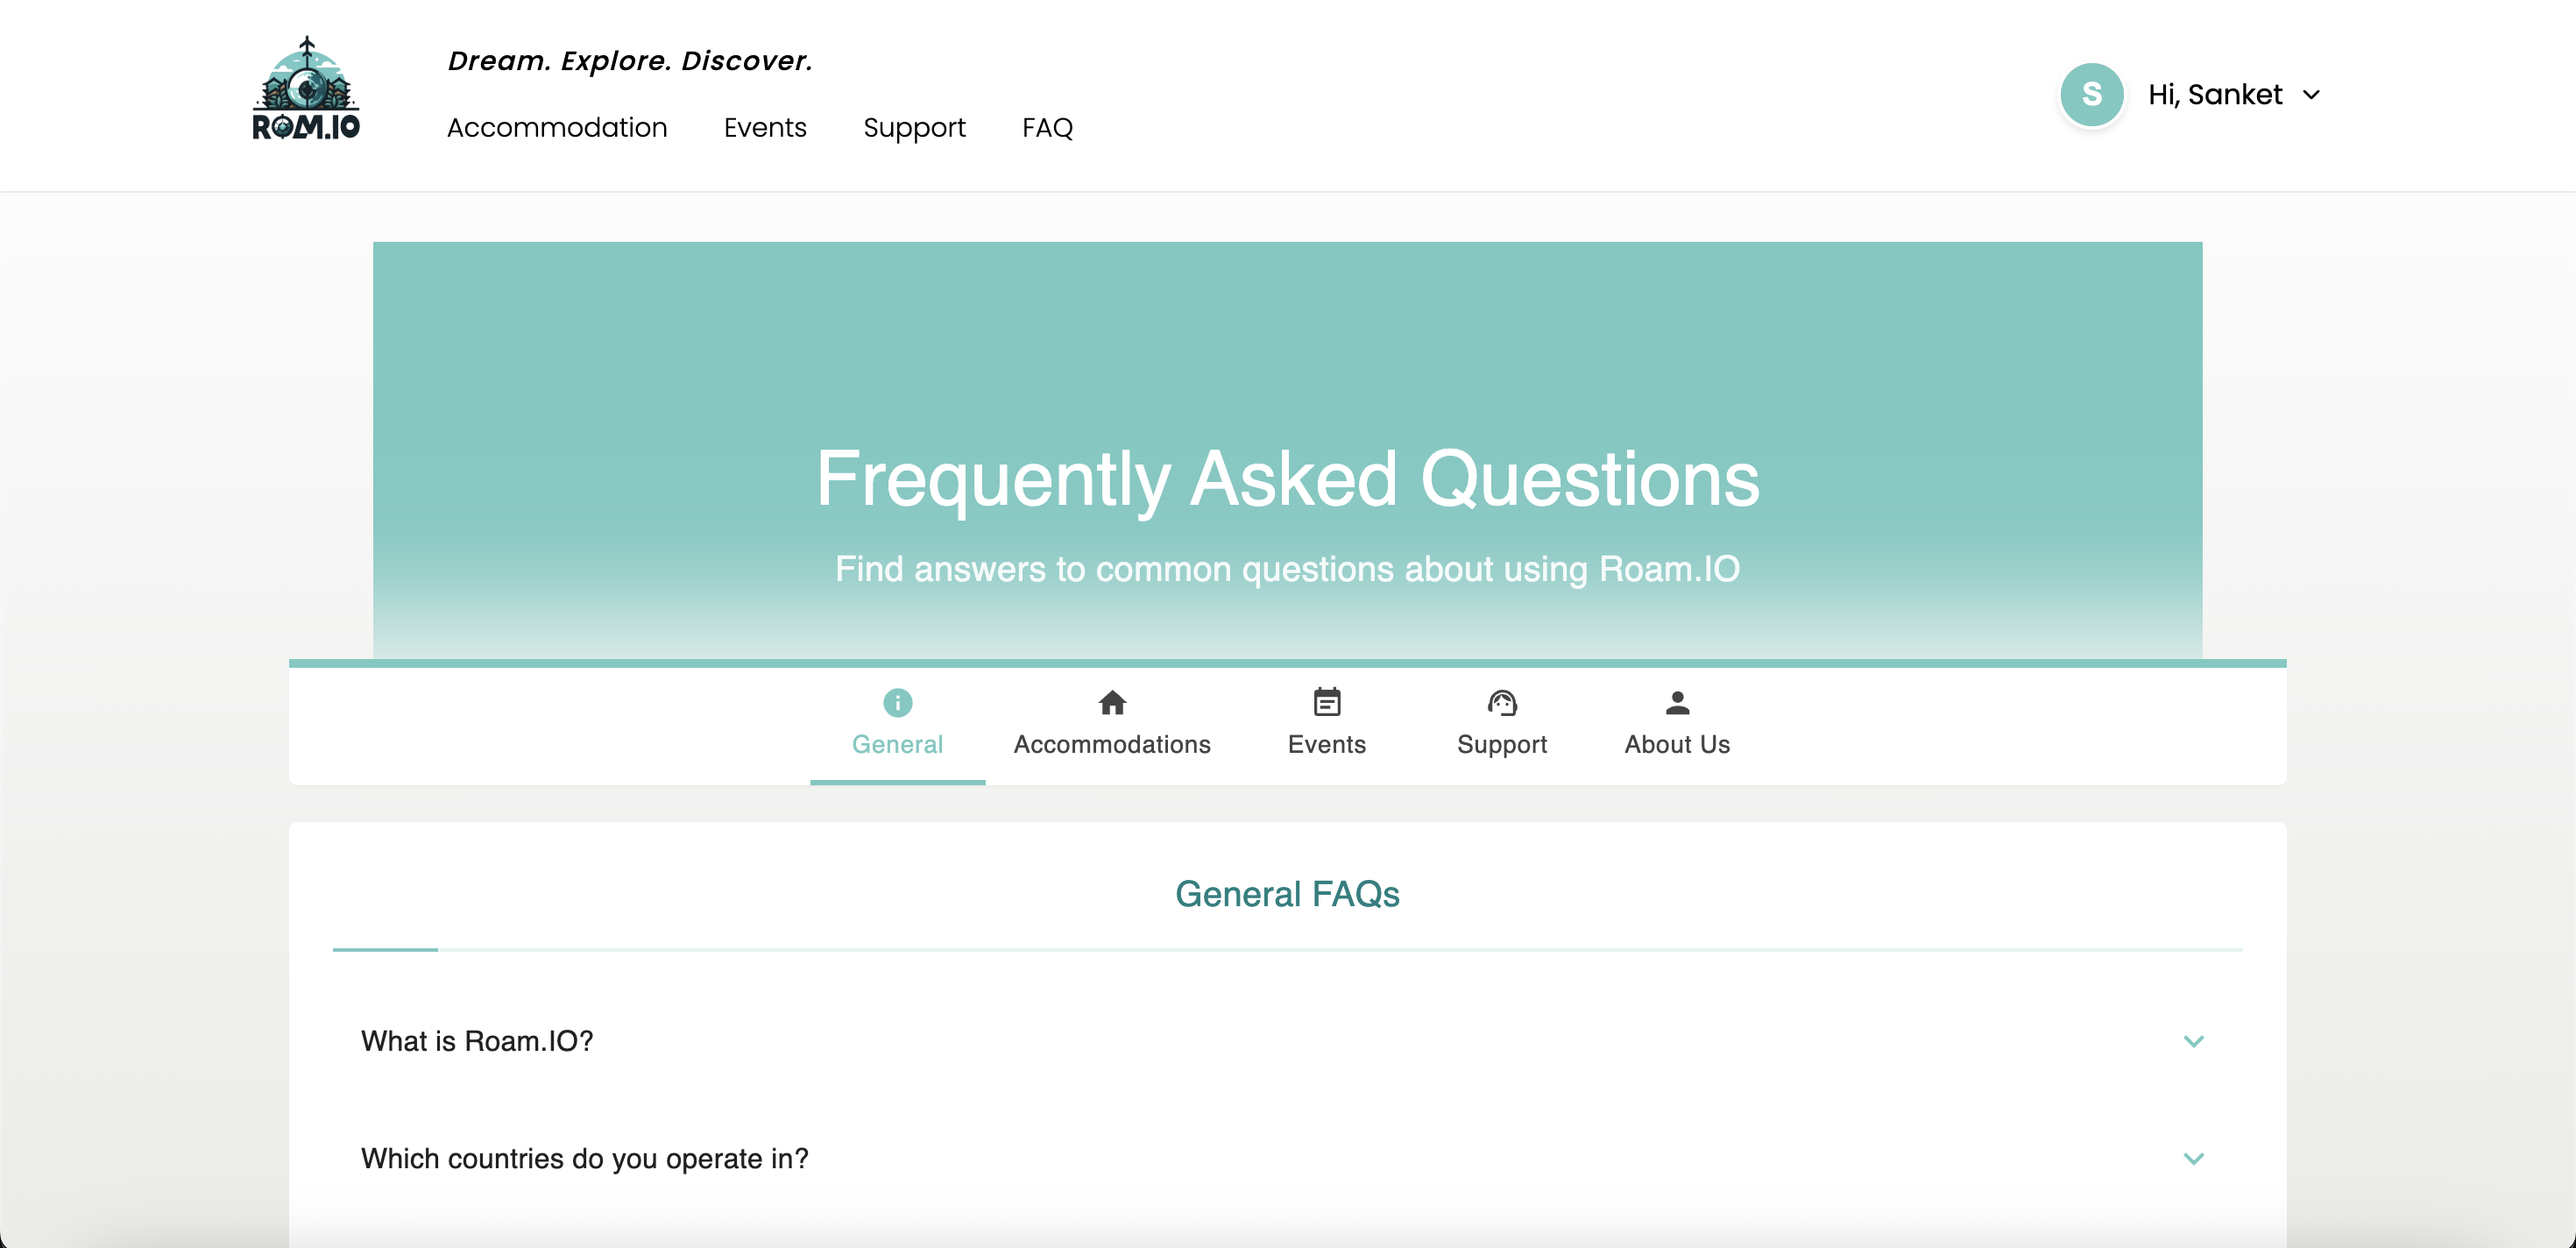 Dream. Explore. Discover.
ROAM.IO
Accommodation Events Support FAQ
S Hi, Sanket
Frequently Asked Questions
Find answers to common questions about using Roam.IO
General Accommodations Events Support About Us
General FAQs
What is Roam.IO?
Which countries do you operate in?